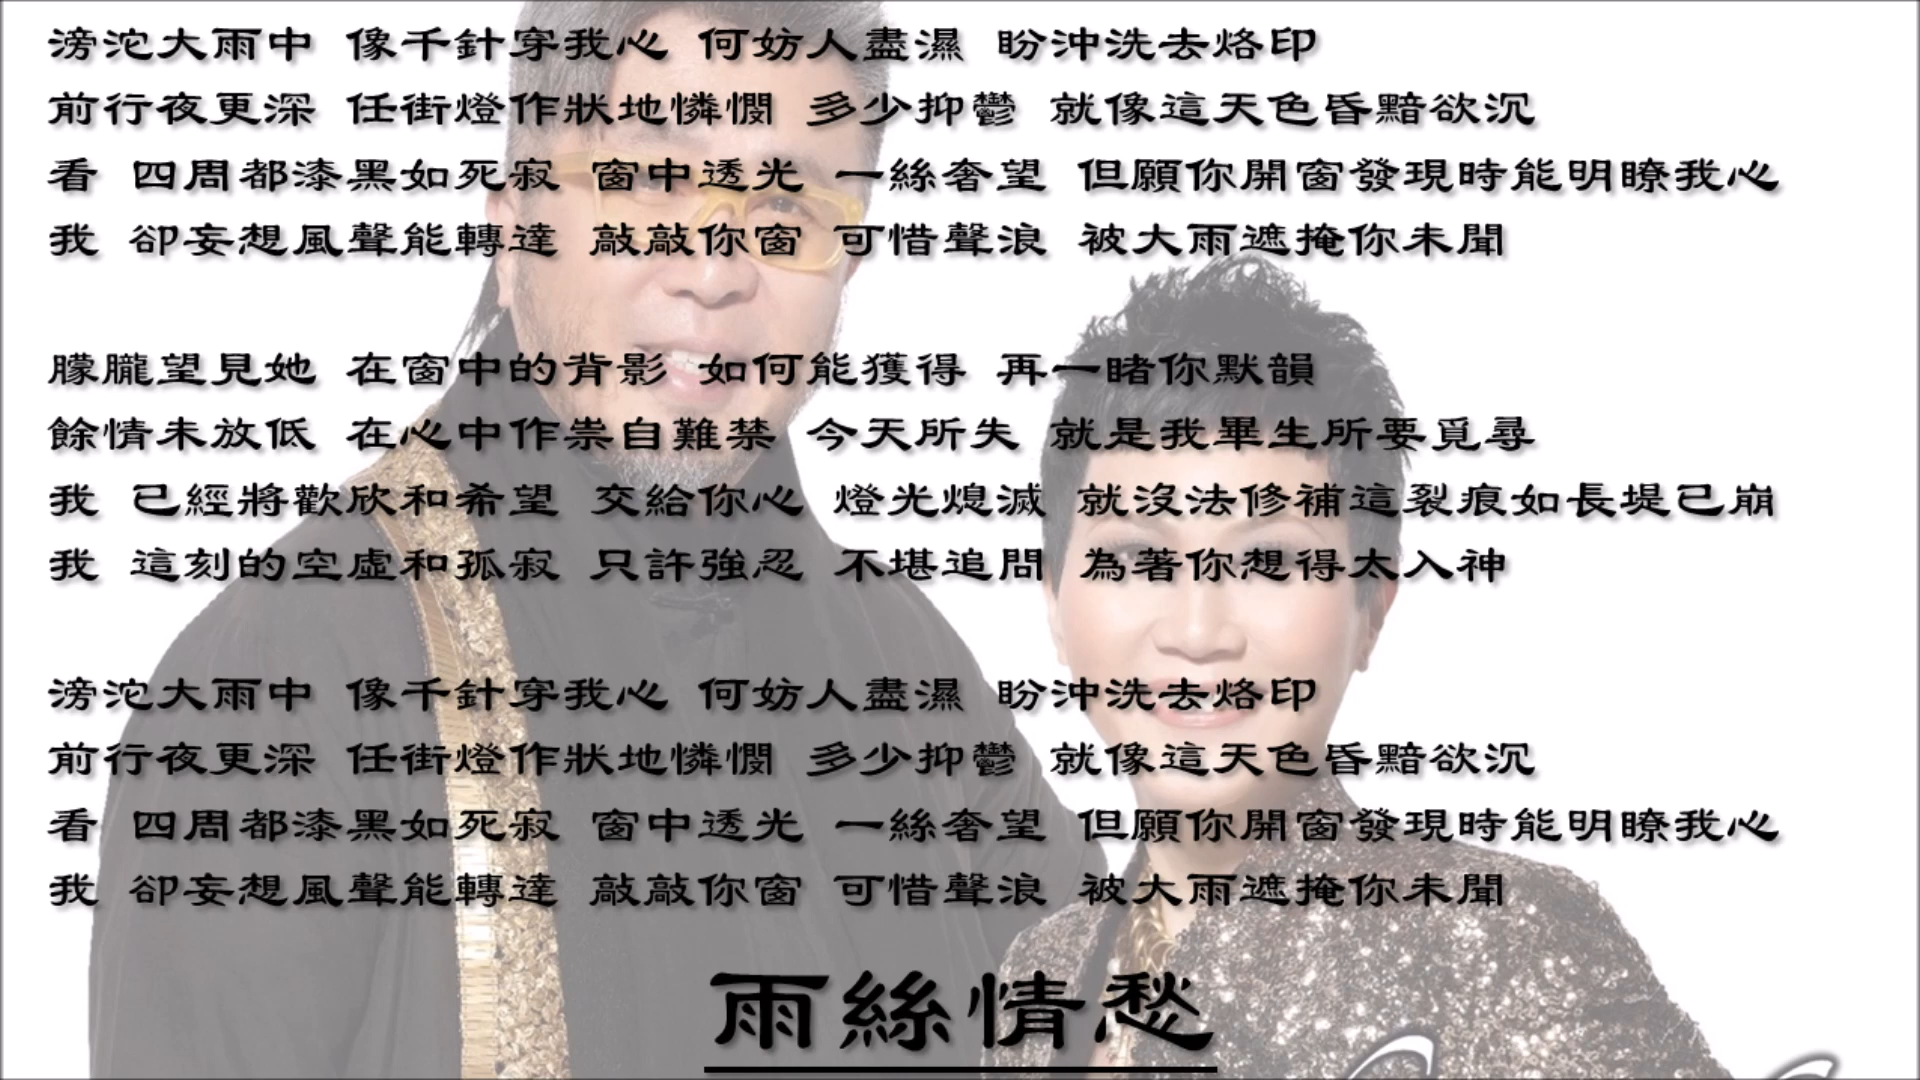 滂沱大雨中 像千針穿我心 何妨人盡濕 盼沖洗去烙印
前行夜更深 任街燈作狀地憐憫 多少抑鬱 就像這天色昏黯欲沉
看 四周都漆黑如死寂 窗中透光 一絲奢望 但願你開窗發現時能明瞭我心
我 卻妄想風聲能轉達 敲敲你窗 可惜聲浪 被大雨遮掩你未聞
朦朧望見她 在窗中的背影 如何能獲得 再一睹你默韻
餘情未放低 在心中作祟自難禁 今天所失 就是我畢生所要覓尋
我 已經將歡欣和希望 交給你心 燈光熄滅 就沒法修補這裂痕如長堤已崩
我 這刻的空虛和孤寂 只許強忍 不堪追問 為著你想得太入神
滂沱大雨中 像千針穿我心 何妨人盡濕 盼沖洗去烙印
前行夜更深 任街燈作狀地憐憫 多少抑鬱 就像這天色昏黯欲沉
看 四周都漆黑如死寂 窗中透光 一絲奢望 但願你開窗發現時能明瞭我心
我 卻妄想風聲能轉達 敲敲你窗 可惜聲浪 被大雨遮掩你未聞
雨絲情愁